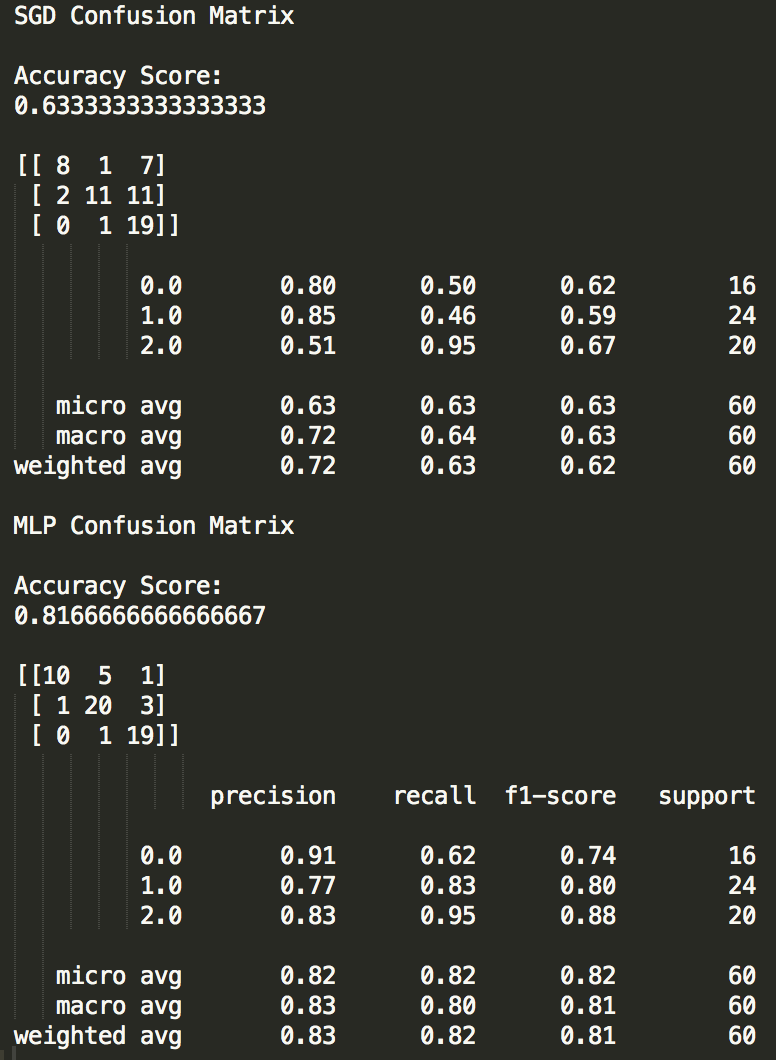 SGD Confusion Matrix
Accuracy Score:
0.6333333333333333
[[ 8  1  7]
[ 2 11 11]
[ 0  1 19]]
0.0 0.80 0.50 0.62 16
1.0 0.85 0.46 0.59 24
2.0 0.51 0.95 0.67 20
micro avg 0.63 0.63 0.63 60
macro avg 0.72 0.64 0.63 60
weighted avg 0.72 0.63 0.62 60
MLP Confusion Matrix
Accuracy Score:
0.8166666666666667
[[10  5  1]
[ 1 20  3]
[ 0  1 19]]
precision recall f1-score support
0.0 0.91 0.62 0.74 16
1.0 0.77 0.83 0.80 24
2.0 0.83 0.95 0.88 20
micro avg 0.82 0.82 0.82 60
macro avg 0.83 0.80 0.81 60
weighted avg 0.83 0.82 0.81 60